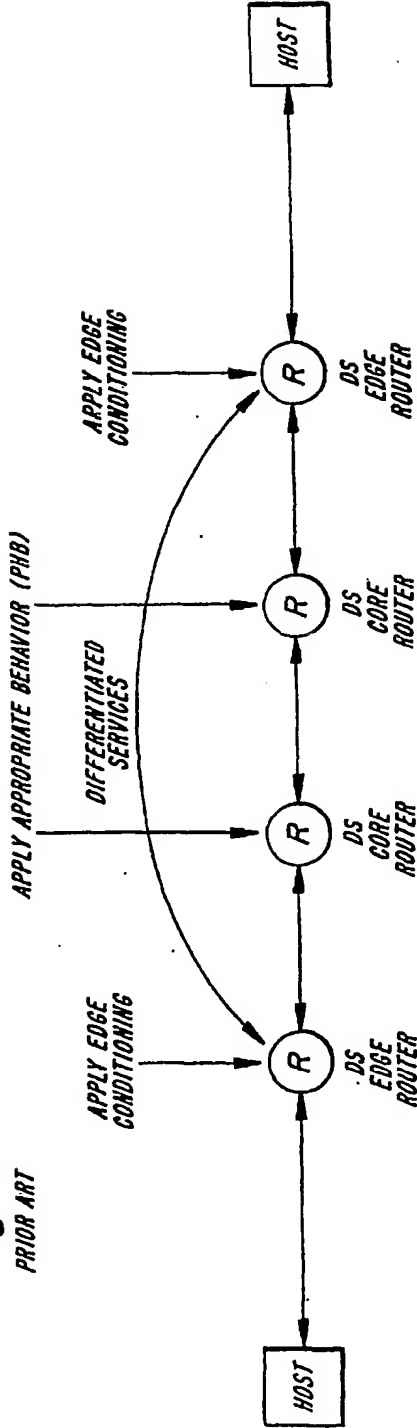 PRIOR ART
APPLY APPROPRIATE BEHAVIOR (PHB)
APPLY EDGE
CONDITIONING
DIFFERENTIATED
SERVICES
APPLY EDGE
CONDITIONING
HOST
R
R
R
R
HOST
DS
EDGE
ROUTER
DS
CORE
ROUTER
DS
CORE
ROUTER
DS
EDGE
ROUTER